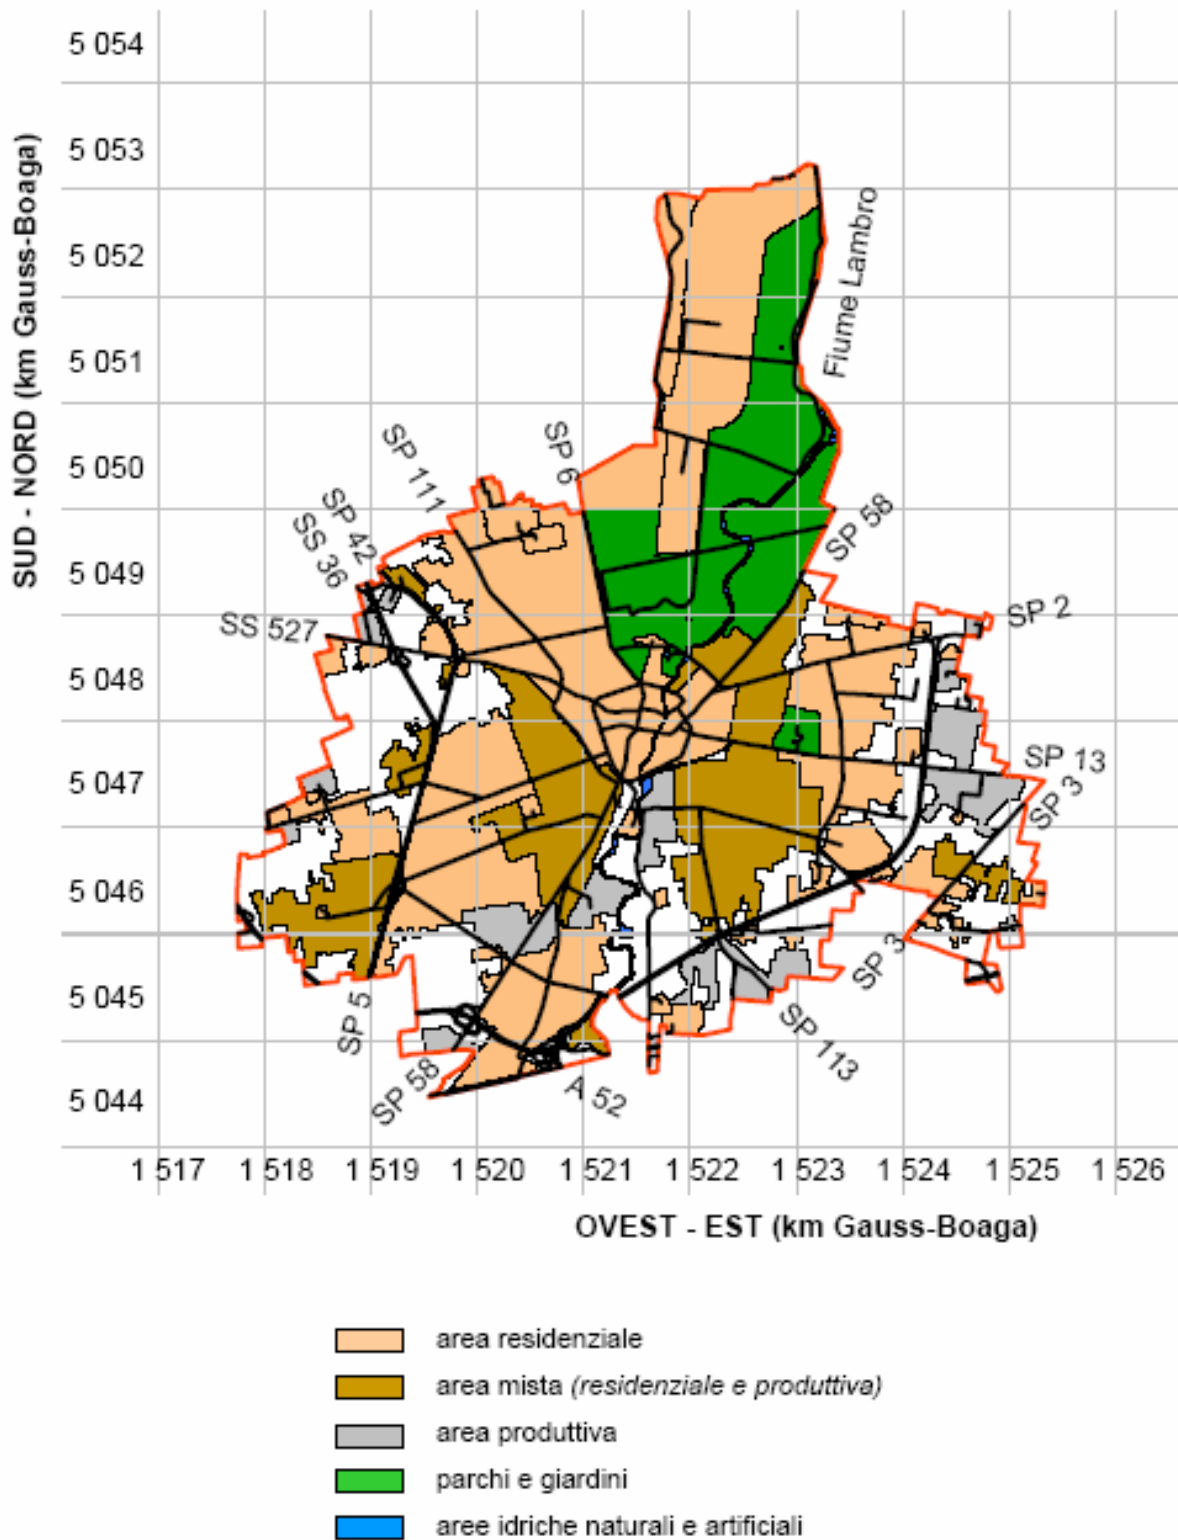 5 054
5 053
5 052
5 051
5 050
5 049
5 048
5 047
5 046
5 045
5 044
SUD - NORD (km Gauss-Boaga)
Fiume Lambro
SP 6
SP 111
SP 42
SS 36
SS 527
SP 58
SP 2
SP 13
SP 3
SP 3
SP 5
SP 58
A 52
SP 113
1 517 1 518 1 519 1 520 1 521 1 522 1 523 1 524 1 525 1 526
OVEST - EST (km Gauss-Boaga)
area residenziale
area mista (residenziale e produttiva)
area produttiva
parchi e giardini
aree idriche naturali e artificiali